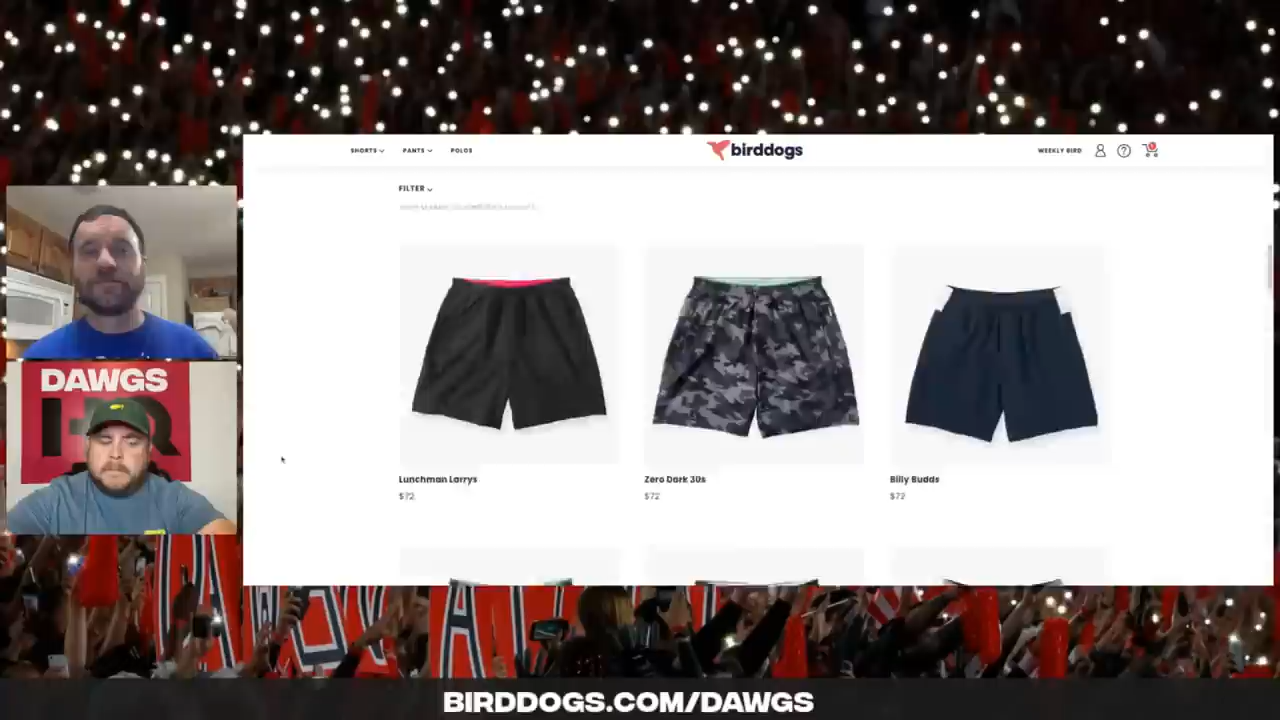 SHORTS PANTS POLOS
birddogs
WEEKLY BIRD
FILTER
DAWGS
HQ
Lunchman Larrys
Zero Dark 30s
Billy Budds
$72
$72
$72
BIRDDOGS.COM/DAWGS